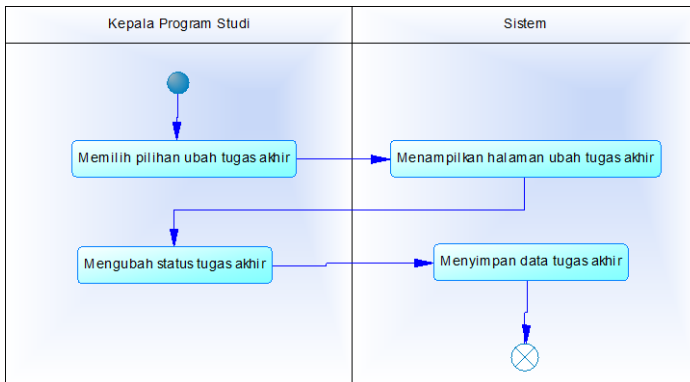 Kepala Program Studi
Sistem
Memilih pilihan ubah tugas akhir
Menampilkan halaman ubah tugas akhir
Mengubah status tugas akhir
Menyimpan data tugas akhir